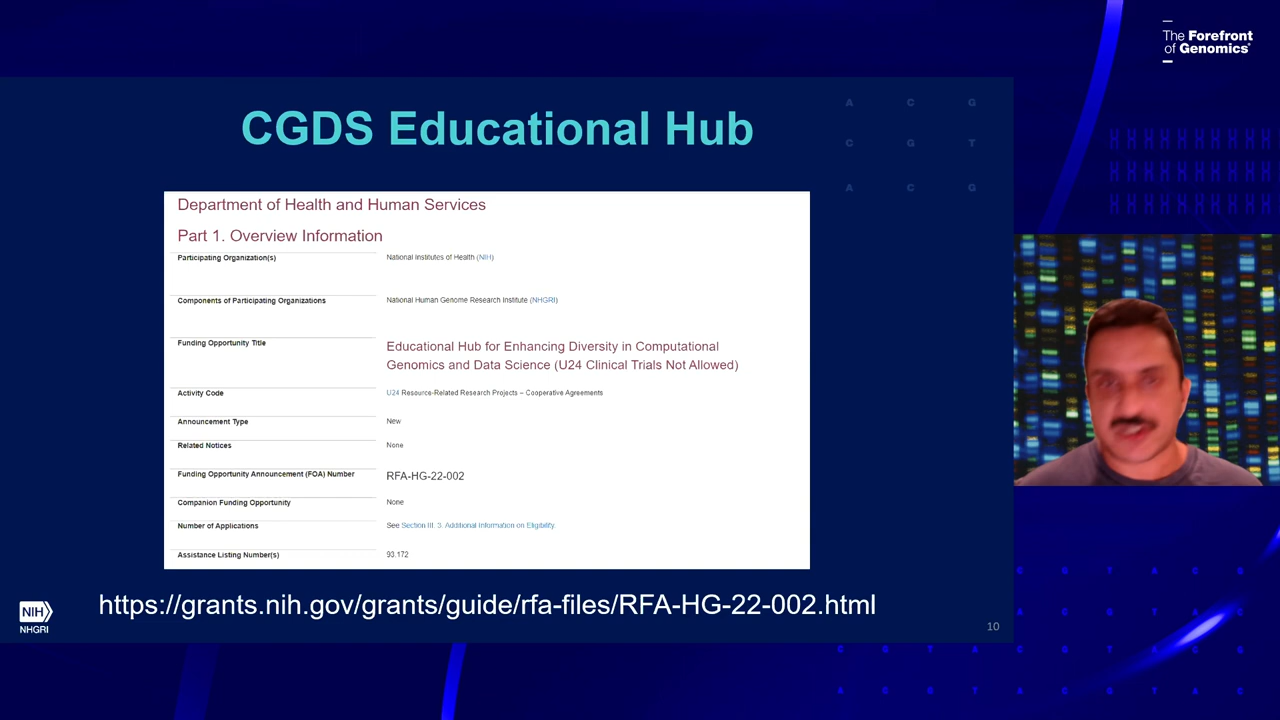 The Forefront
of Genomics®
CGDS Educational Hub
A C G
C G T
A C G
Department of Health and Human Services
Part 1. Overview Information
Participating Organization(s) National Institutes of Health (NIH)
Components of Participating Organizations National Human Genome Research Institute (NHGRI)
Funding Opportunity Title Educational Hub for Enhancing Diversity in Computational
Genomics and Data Science (U24 Clinical Trials Not Allowed)
Activity Code U24 Resource-Related Research Projects – Cooperative Agreements
Announcement Type New
Related Notices None
Funding Opportunity Announcement (FOA) Number RFA-HG-22-002
Companion Funding Opportunity None
Number of Applications See Section III. 3. Additional Information on Eligibility.
Assistance Listing Number(s) 93.172
https://grants.nih.gov/grants/guide/rfa-files/RFA-HG-22-002.html
NIH
NHGRI
10
C G T A C G T
C G T A C G T A C G
A C G T A C G T A C